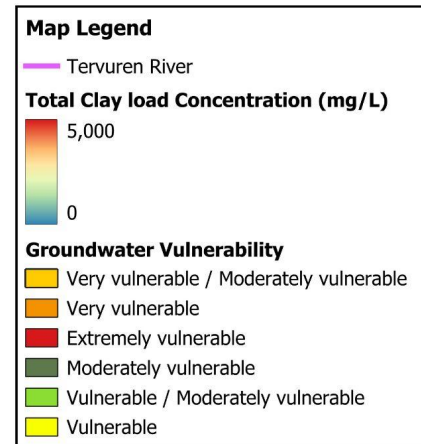 Map Legend
Tervuren River
Total Clay load Concentration (mg/L)
5,000
0
Groundwater Vulnerability
Very vulnerable / Moderately vulnerable
Very vulnerable
Extremely vulnerable
Moderately vulnerable
Vulnerable / Moderately vulnerable
Vulnerable